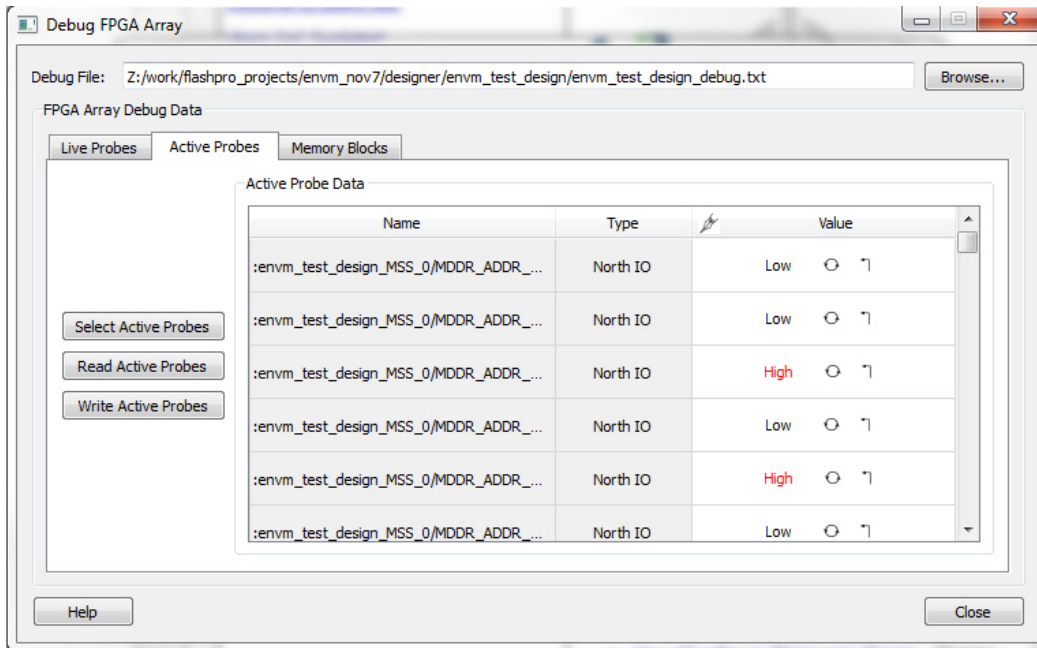 Debug FPGA Array
Debug File: Z:/work/flashpro_projects/envm_nov7/designer/envm_test_design/envm_test_design_debug.txt Browse...
FPGA Array Debug Data
Live Probes Active Probes Memory Blocks
Active Probe Data
Name Type Value
:envm_test_design_MSS_0/MDDR_ADDR_... North IO Low
:envm_test_design_MSS_0/MDDR_ADDR_... North IO Low
Select Active Probes
:envm_test_design_MSS_0/MDDR_ADDR_... North IO High
Read Active Probes
Write Active Probes
:envm_test_design_MSS_0/MDDR_ADDR_... North IO Low
:envm_test_design_MSS_0/MDDR_ADDR_... North IO High
:envm_test_design_MSS_0/MDDR_ADDR_... North IO Low
Help Close